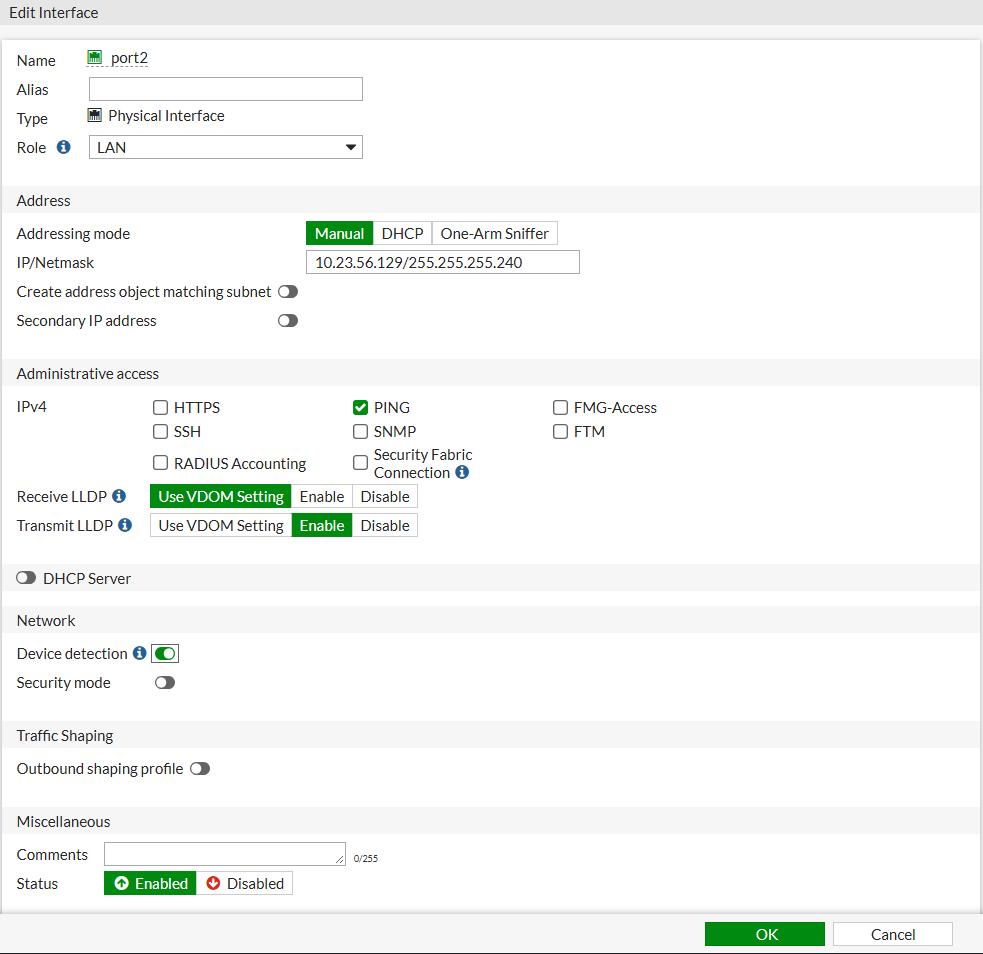 Edit Interface
Name port2
Alias
Type Physical Interface
Role LAN
Address
Addressing mode Manual DHCP One-Arm Sniffer
IP/Netmask 10.23.56.129/255.255.255.240
Create address object matching subnet
Secondary IP address
Administrative access
IPv4 HTTPS PING FMG-Access
SSH SNMP FTM
RADIUS Accounting Security Fabric
Connection
Receive LLDP Use VDOM Setting Enable Disable
Transmit LLDP Use VDOM Setting Enable Disable
DHCP Server
Network
Device detection
Security mode
Traffic Shaping
Outbound shaping profile
Miscellaneous
Comments 0/255
Status Enabled Disabled
OK Cancel